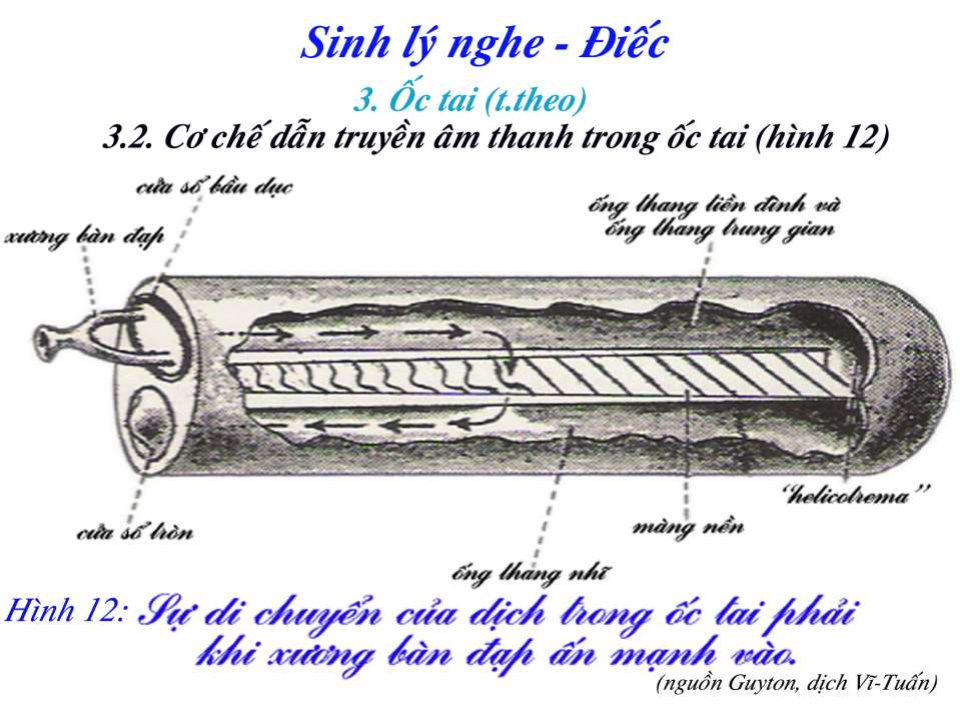 Sinh lý nghe - Điếc
3. Ốc tai (t.theo)
3.2. Cơ chế dẫn truyền âm thanh trong ốc tai (hình 12)
cửa sổ bầu dục
xương bàn đạp
ống thang tiền đình và
ống thang trung gian
"helicotrema"
cửa sổ tròn
màng nền
ống thang nhĩ
Hình 12: Sự di chuyển của dịch trong ốc tai phải
khi xương bàn đạp ấn mạnh vào.
(nguồn Guyton, dịch Vĩ-Tuấn)